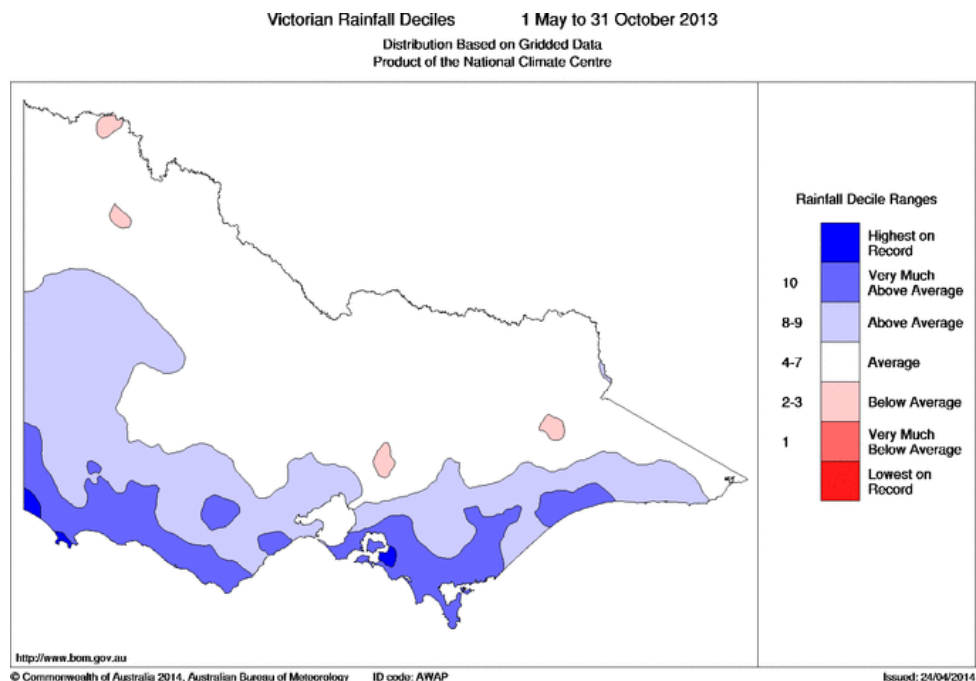 Victorian Rainfall Deciles 1 May to 31 October 2013
Distribution Based on Gridded Data
Product of the National Climate Centre
Rainfall Decile Ranges
Highest on
Record
10 Very Much
Above Average
8-9 Above Average
4-7 Average
2-3 Below Average
1 Very Much
Below Average
Lowest on
Record
http://www.bom.gov.au
© Commonwealth of Australia 2014, Australian Bureau of Meteorology ID code: AWAP Issued: 24/04/2014